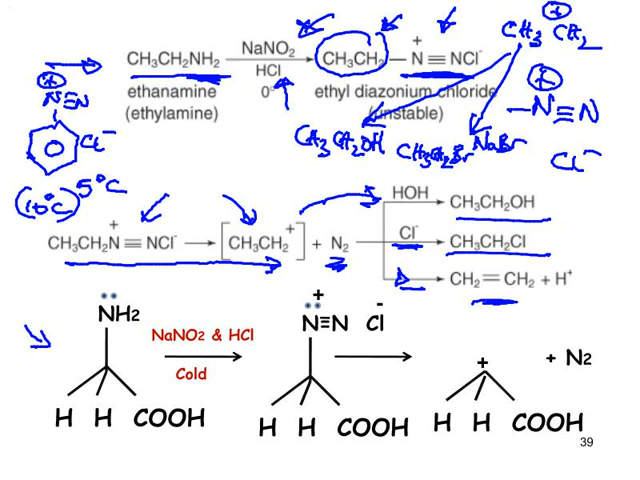 CH₃ CH₂
+
NaNO₂
CH₃CH₂NH₂ → CH₃CH₂ — N ≡ NCl⁻
HCl
+
0°
ethanamine
ethyl diazonium chloride
(ethylamine)
(unstable)
+
N≡N
Cl⁻
+
—N≡N
Cl⁻
CH₃ CH₂OH
CH₃CH₂Br
NaBr
(10°C) 5°C
HOH
CH₃CH₂OH
+
CH₃CH₂N ≡ NCl⁻ → [CH₃CH₂⁺] + N₂
Cl⁻
CH₃CH₂Cl
CH₂=CH₂ + H⁺
NH₂
NaNO₂ & HCl
Cold
+
N≡N Cl⁻
+
+ N₂
H H COOH
H H COOH
H H COOH
39